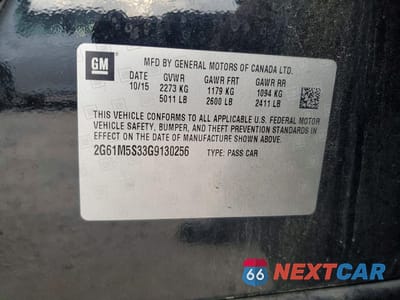 GM
MFD BY GENERAL MOTORS OF CANADA LTD.
DATE GVWR GAWR FRT GAWR RR
10/15 2273 KG 1179 KG 1094 KG
5011 LB 2600 LB 2411 LB
THIS VEHICLE CONFORMS TO ALL APPLICABLE U.S. FEDERAL MOTOR
VEHICLE SAFETY, BUMPER, AND THEFT PREVENTION STANDARDS IN
EFFECT ON THE DATE OF MANUFACTURE SHOWN ABOVE.
2G61M5S33G9130256 TYPE: PASS CAR
66 NEXTCAR